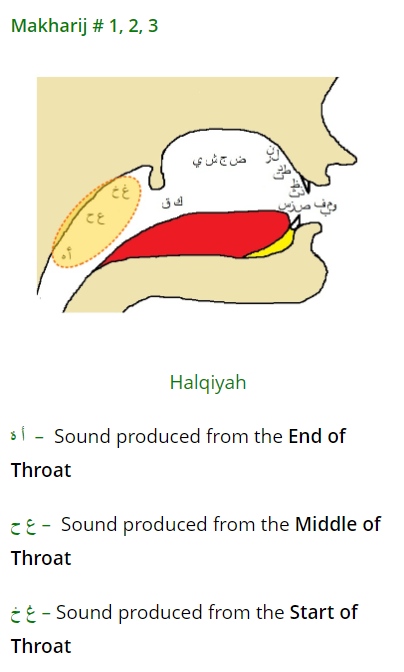 Makharij # 1, 2, 3
ض ج ش ي
ك ق
غ خ
ع ح
أ ه
Halqiyah
أ ه – Sound produced from the End of
Throat
ع ح – Sound produced from the Middle of
Throat
غ خ – Sound produced from the Start of
Throat